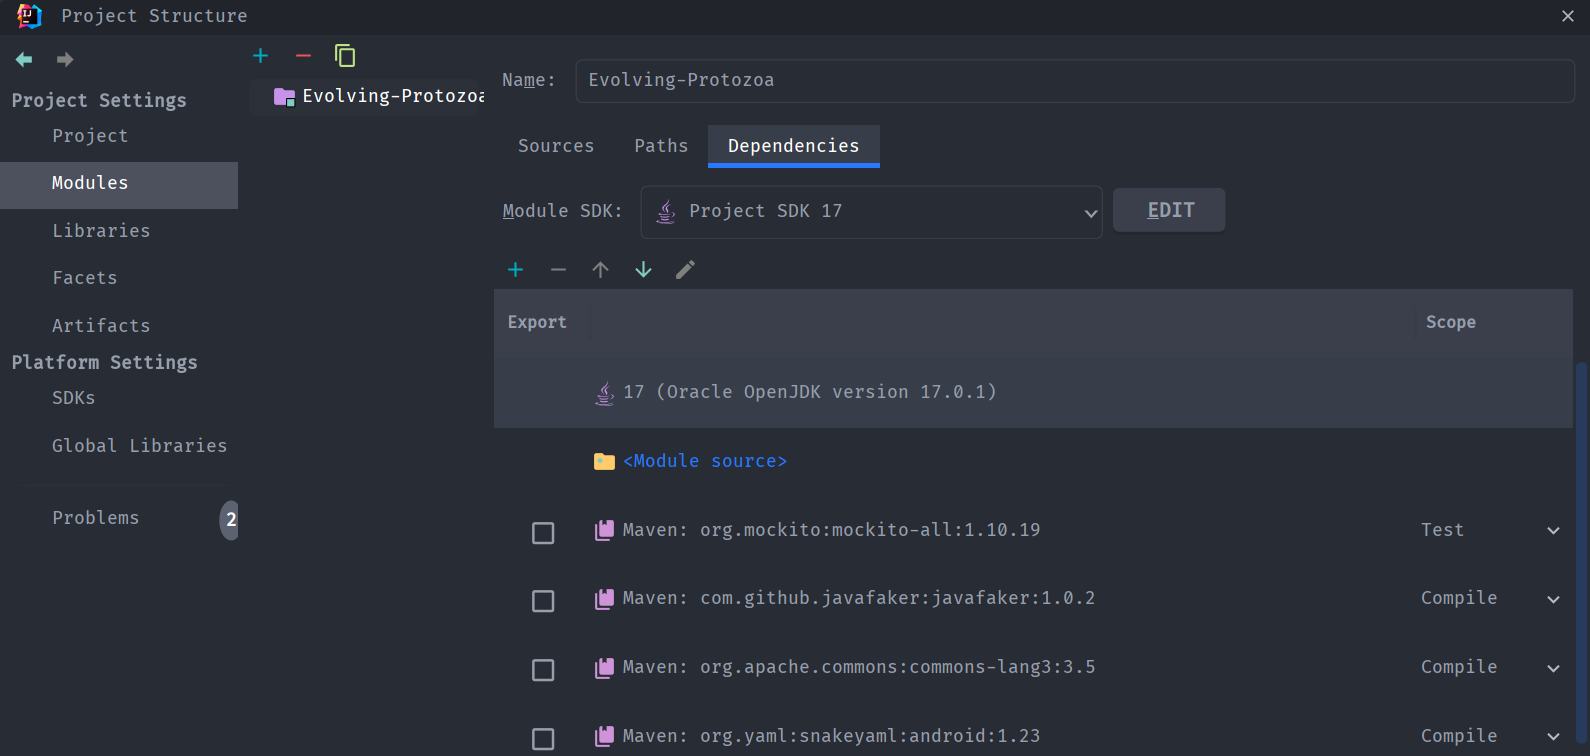 Project Structure
Project Settings
Project
Modules
Libraries
Facets
Artifacts
Platform Settings
SDKs
Global Libraries
Problems 2
Evolving-Protozoa
Name: Evolving-Protozoa
Sources Paths Dependencies
Module SDK: Project SDK 17 EDIT
Export Scope
17 (Oracle OpenJDK version 17.0.1)
<Module source>
Maven: org.mockito:mockito-all:1.10.19 Test
Maven: com.github.javafaker:javafaker:1.0.2 Compile
Maven: org.apache.commons:commons-lang3:3.5 Compile
Maven: org.yaml:snakeyaml:android:1.23 Compile